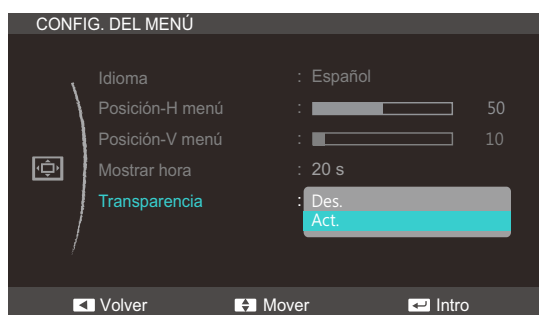 CONFIG. DEL MENÚ
Idioma : Español
Posición-H menú : 50
Posición-V menú : 10
Mostrar hora : 20 s
Transparencia : Des.
Act.
Volver Mover Intro